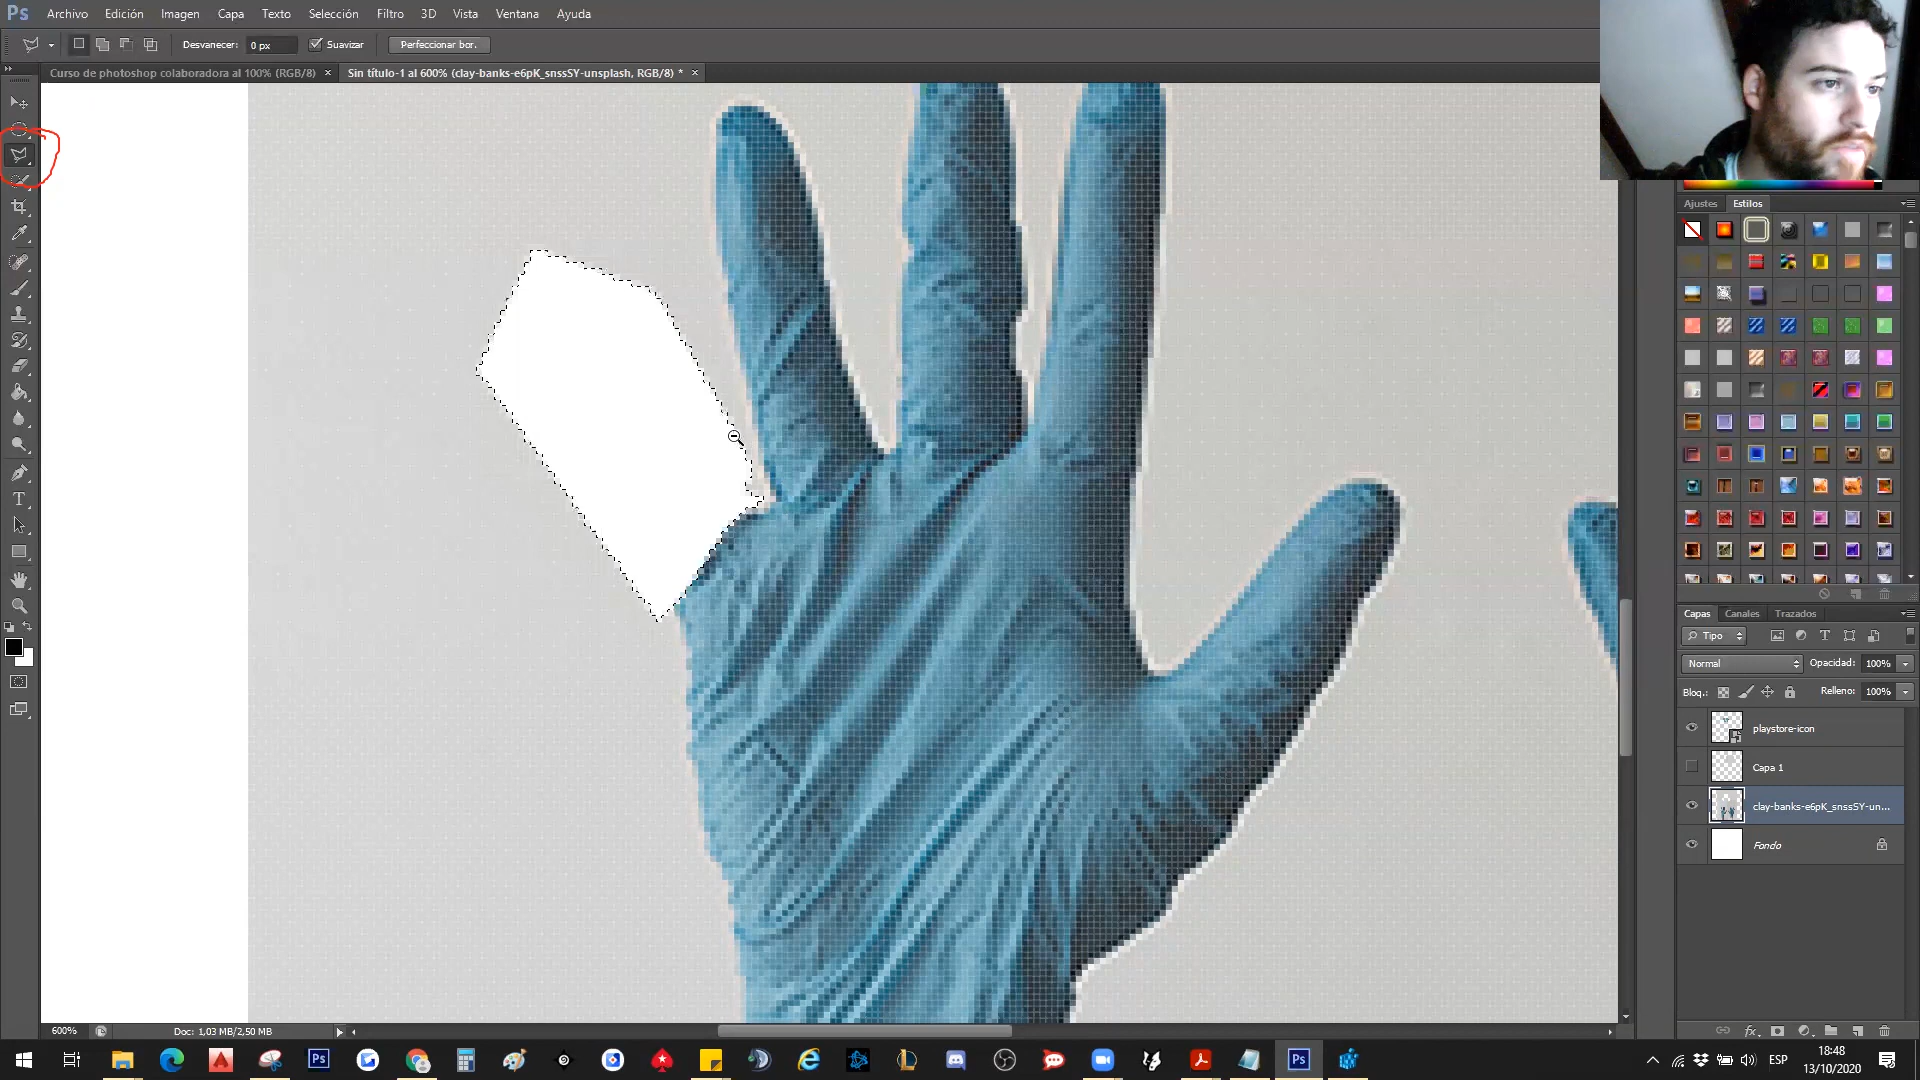 Ps Archivo Edición Imagen Capa Texto Selección Filtro 3D Vista Ventana Ayuda
Desvanecer: 0 px Suavizar Perfeccionar bor.
Curso de photoshop colaboradora al 100% (RGB/8) × Sin título-1 al 600% (clay-banks-e6pK_snssSY-unsplash, RGB/8) * ×
Ajustes Estilos
T
Capas Canales Trazados
Tipo T
Normal Opacidad: 100%
Bloq.: Relleno: 100%
playstore-icon
Capa 1
clay-banks-e6pK_snssSY-un...
Fondo
fx
600% Doc: 1,03 MB/2,50 MB
Ps Ps ESP 18:48
13/10/2020